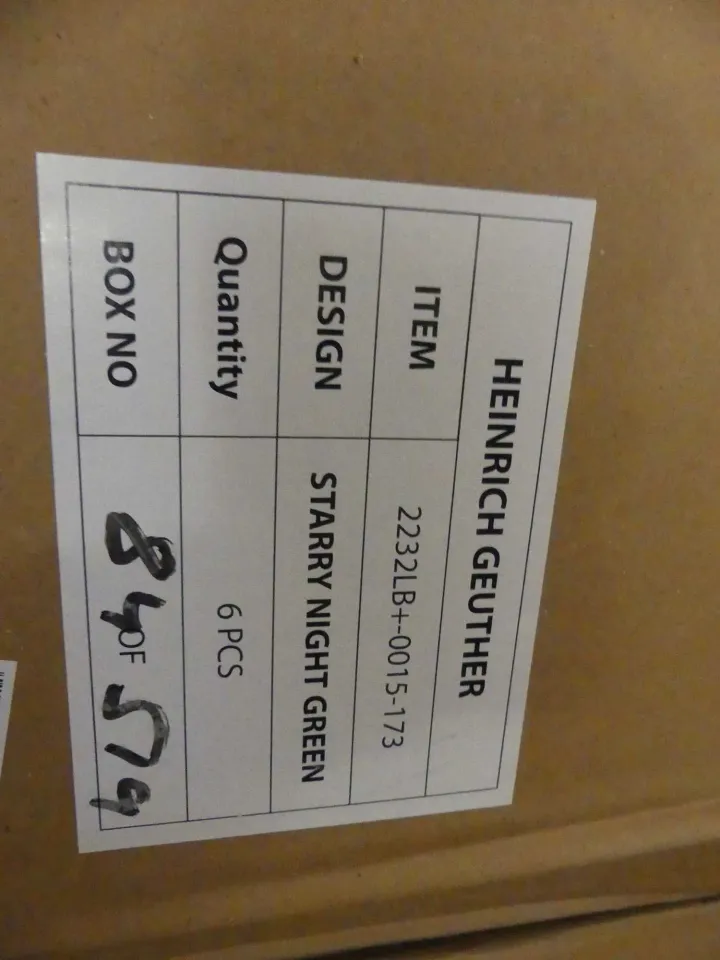 HEINRICH GEUTHER
ITEM 2232LB+-0015-173
DESIGN STARRY NIGHT GREEN
Quantity 6 PCS
BOX NO 84 OF 579